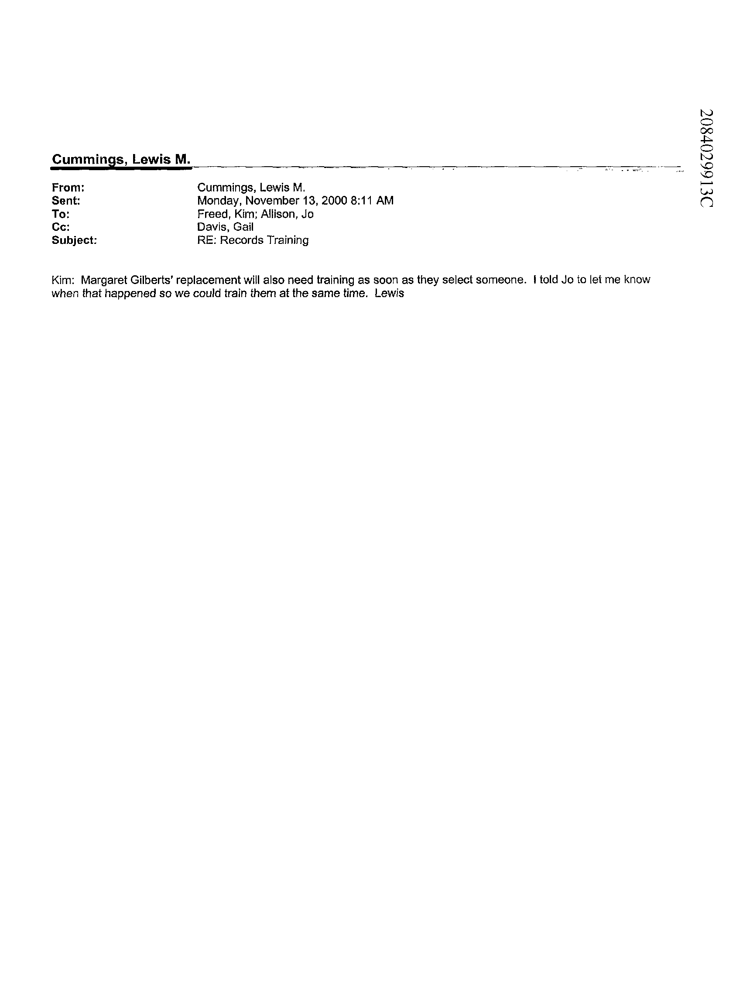 2084029913C
Cummings, Lewis M.
From: Cummings, Lewis M.
Sent: Monday, November 13, 2000 8:11 AM
To: Freed, Kim; Allison, Jo
Cc: Davis, Gail
Subject: RE: Records Training
Kim: Margaret Gilberts' replacement will also need training as soon as they select someone. I told Jo to let me know
when that happened so we could train them at the same time. Lewis